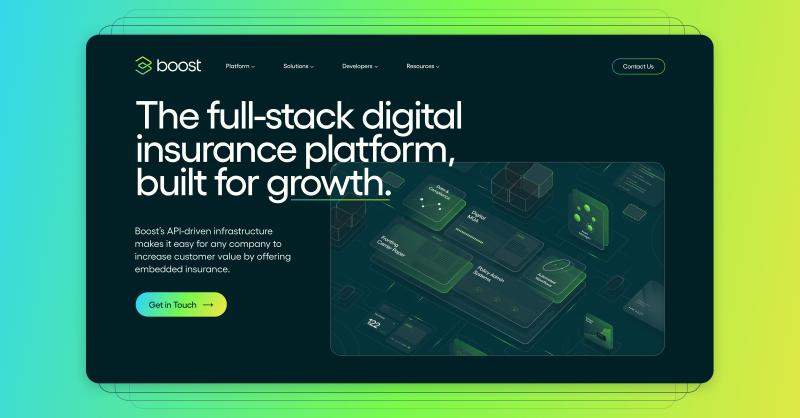 boost
Platform
Solutions
Developers
Resources
Contact Us
The full-stack digital
insurance platform,
built for growth.
Boost's API-driven infrastructure
makes it easy for any company to
increase customer value by offering
embedded insurance.
Get in Touch →
Data &
Compliance
Digital
MGA
Fronting
Carrier Paper
Policy Admin
Systems
Automated
122